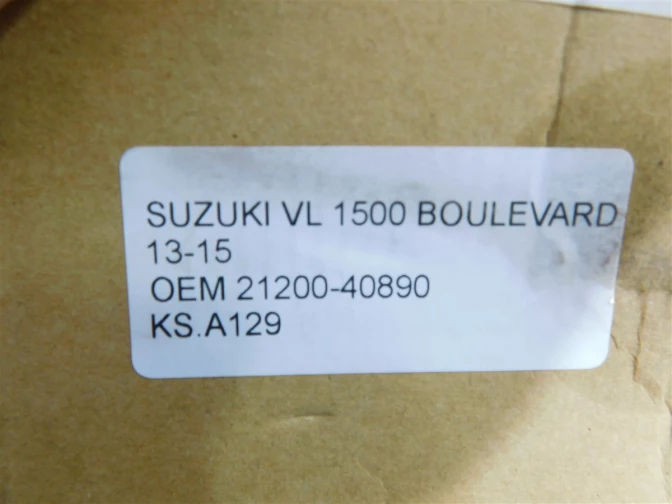 SUZUKI VL 1500 BOULEVARD
13-15
OEM 21200-40890
KS.A129